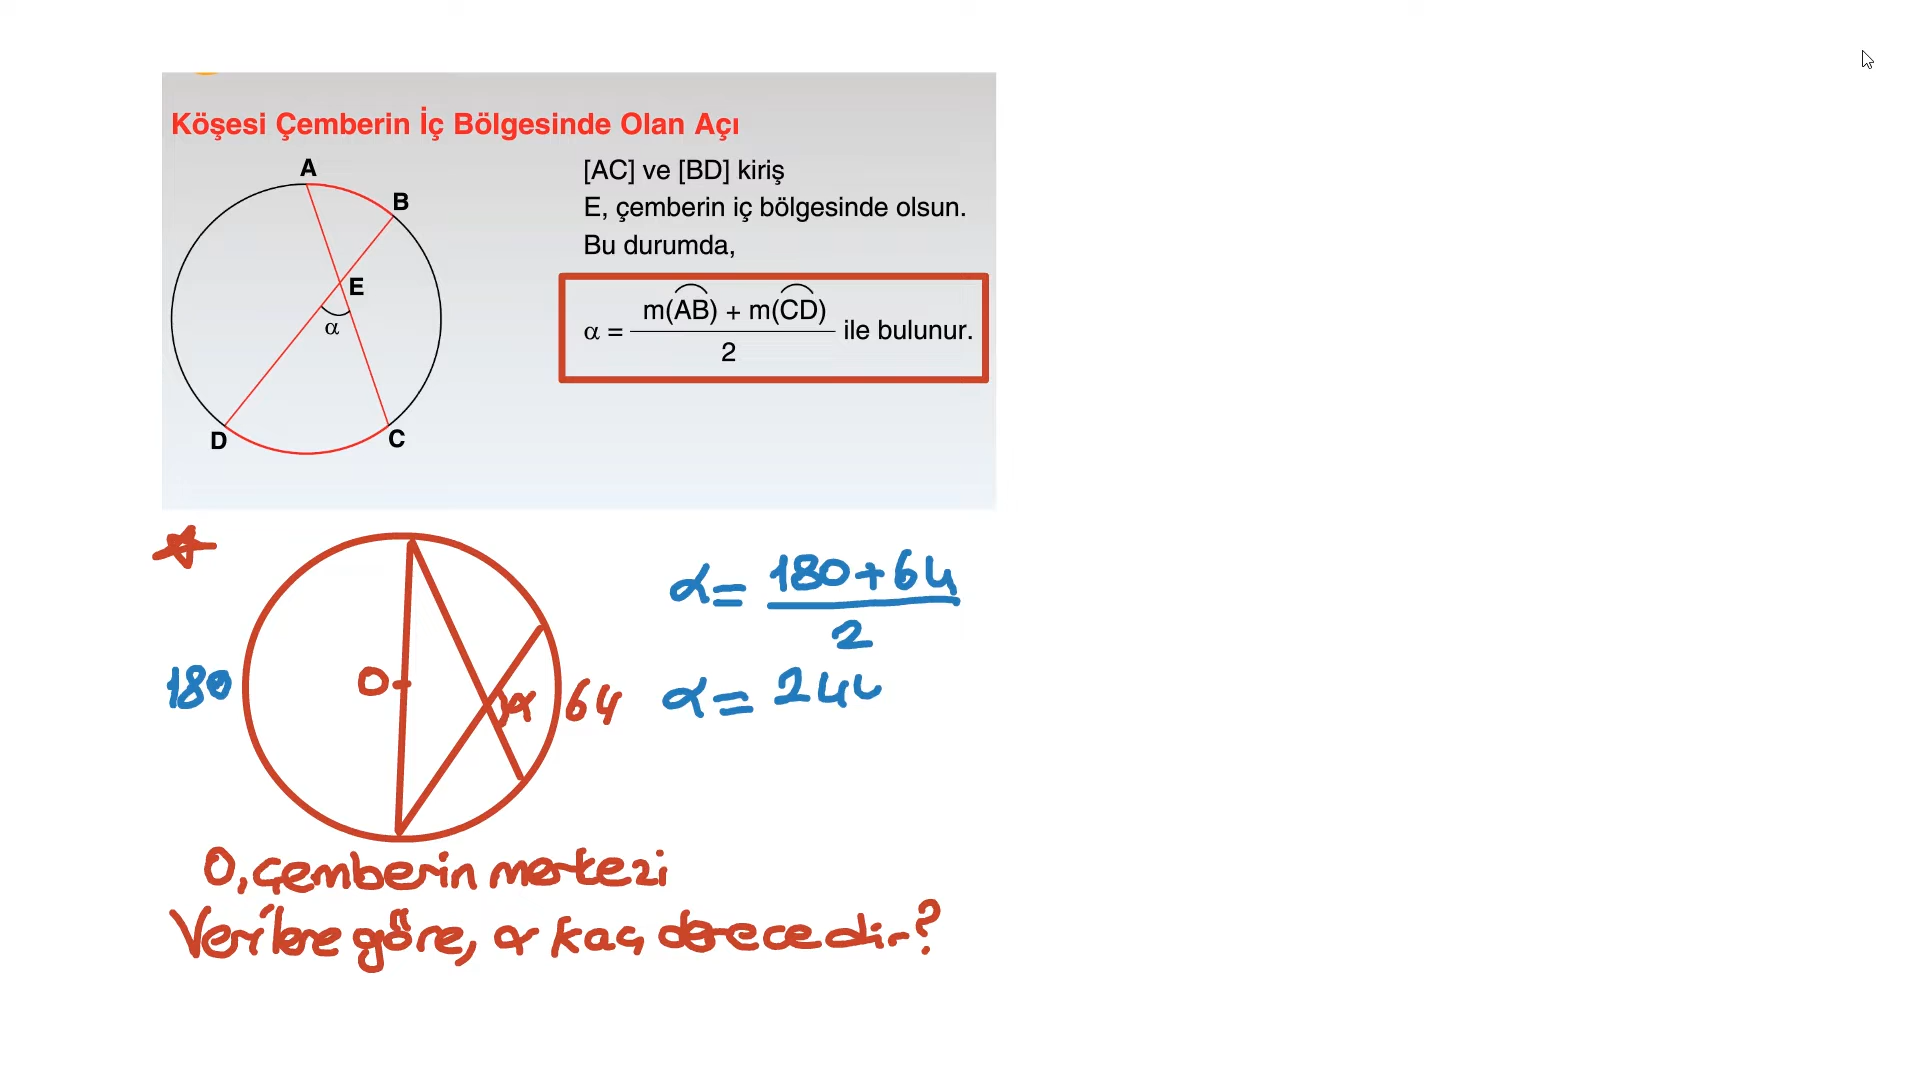 Köşesi Çemberin İç Bölgesinde Olan Açı
A
B
E
α
D
C
[AC] ve [BD] kiriş
E, çemberin iç bölgesinde olsun.
Bu durumda,
α = m(AB) + m(CD) / 2 ile bulunur.
180
O
α
64
α = 180+64 / 2
α = 244
O, çemberin merkezi
Verilere göre, α kaç derecedir?